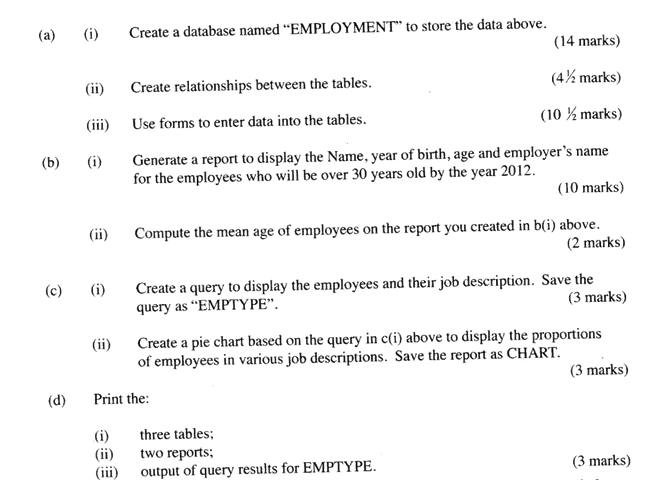 (a) (i) Create a database named “EMPLOYMENT” to store the data above.
(14 marks)
(ii) Create relationships between the tables. (4½ marks)
(iii) Use forms to enter data into the tables. (10 ½ marks)
(b) (i) Generate a report to display the Name, year of birth, age and employer’s name
for the employees who will be over 30 years old by the year 2012.
(10 marks)
(ii) Compute the mean age of employees on the report you created in b(i) above.
(2 marks)
(c) (i) Create a query to display the employees and their job description. Save the
query as “EMPTYPE”. (3 marks)
(ii) Create a pie chart based on the query in c(i) above to display the proportions
of employees in various job descriptions. Save the report as CHART.
(3 marks)
(d) Print the:
(i) three tables;
(ii) two reports;
(iii) output of query results for EMPTYPE. (3 marks)